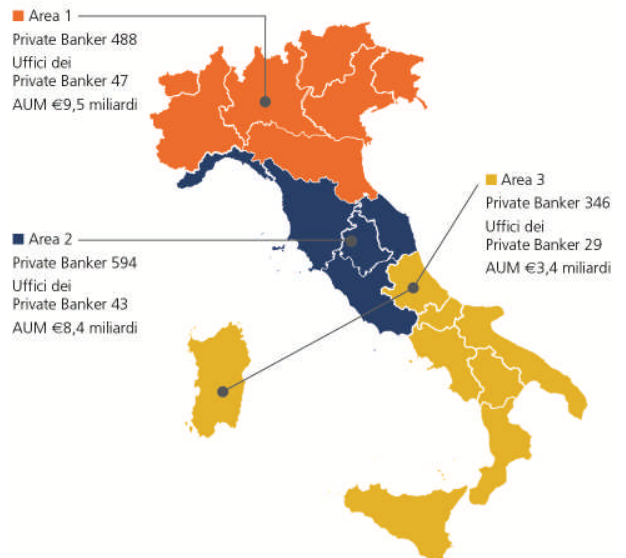 Area 1
Private Banker 488
Uffici dei
Private Banker 47
AUM €9,5 miliardi
Area 2
Private Banker 594
Uffici dei
Private Banker 43
AUM €8,4 miliardi
Area 3
Private Banker 346
Uffici dei
Private Banker 29
AUM €3,4 miliardi